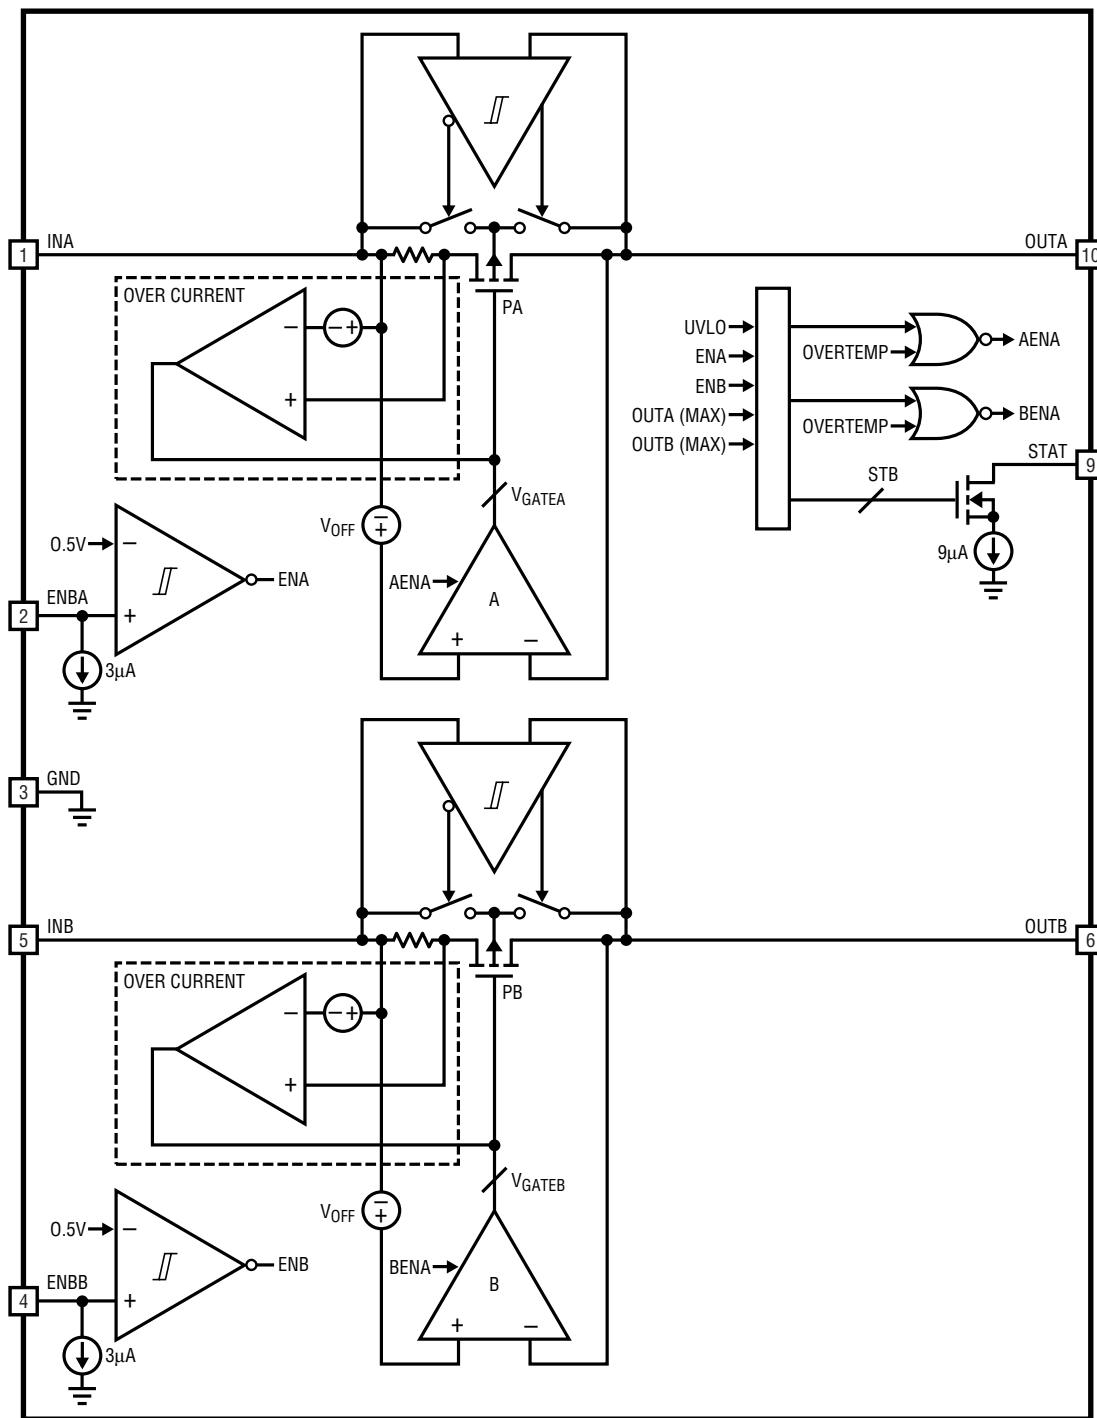 1
INA
OUTA
10
OVER CURRENT
− − +
+
PA
UVLO
ENA
ENB
OUTA (MAX)
OUTB (MAX)
OVERTEMP
AENA
OVERTEMP
BENA
STAT
9
STB
9µA
VGATEA
VOFF
− +
0.5V
−
ENA
2
ENBA
+
3µA
AENA
A
+ −
3
GND
5
INB
OUTB
6
OVER CURRENT
− − +
+
PB
VGATEB
VOFF
− +
0.5V
−
ENB
4
ENBB
+
3µA
BENA
B
+ −